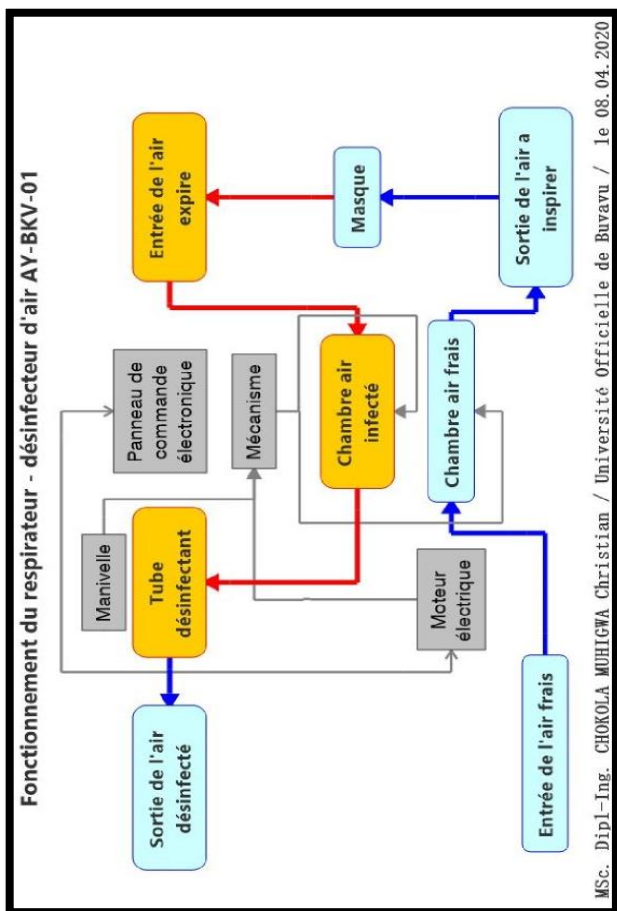 Fonctionnement du respirateur - désinfecteur d'air AY-BKV-01
Manivelle
Panneau de
commande
électronique
Sortie de l'air
désinfecté
Tube
désinfectant
Entrée de l'air
expire
Mécanisme
Moteur
électrique
Chambre air
infecté
Masque
Entrée de l'air frais
Chambre air frais
Sortie de l'air a
inspirer
MSc. Dipl-Ing. CHOKOLA MUHIGWA Christian / Université Officielle de Buvavu / le 08.04.2020